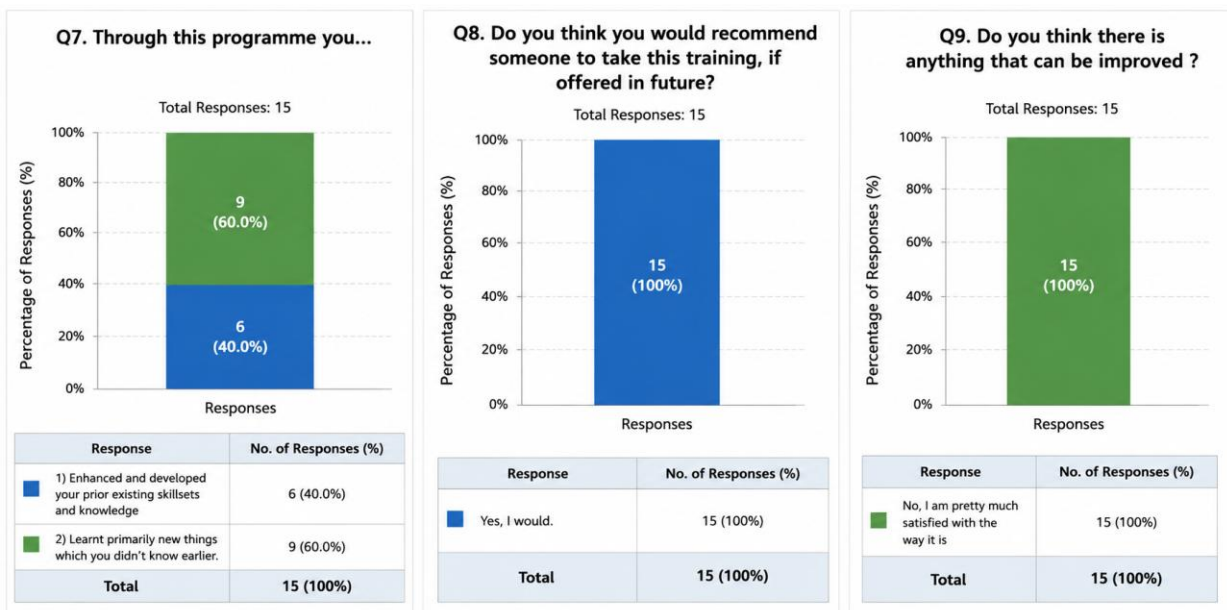 Q7. Through this programme you...
Total Responses: 15
Percentage of Responses (%)
100%
80%
60%
40%
20%
0%
9
(60.0%)
6
(40.0%)
Responses
Response No. of Responses (%)
1) Enhanced and developed
your prior existing skillsets
and knowledge
6 (40.0%)
2) Learnt primarily new things
which you didn't know earlier.
9 (60.0%)
Total 15 (100%)
Q8. Do you think you would recommend
someone to take this training, if
offered in future?
Total Responses: 15
Percentage of Responses (%)
100%
80%
60%
40%
20%
0%
15
(100%)
Responses
Response No. of Responses (%)
Yes, I would. 15 (100%)
Total 15 (100%)
Q9. Do you think there is
anything that can be improved ?
Total Responses: 15
Percentage of Responses (%)
100%
80%
60%
40%
20%
0%
15
(100%)
Responses
Response No. of Responses (%)
No, I am pretty much
satisfied with the
way it is
15 (100%)
Total 15 (100%)